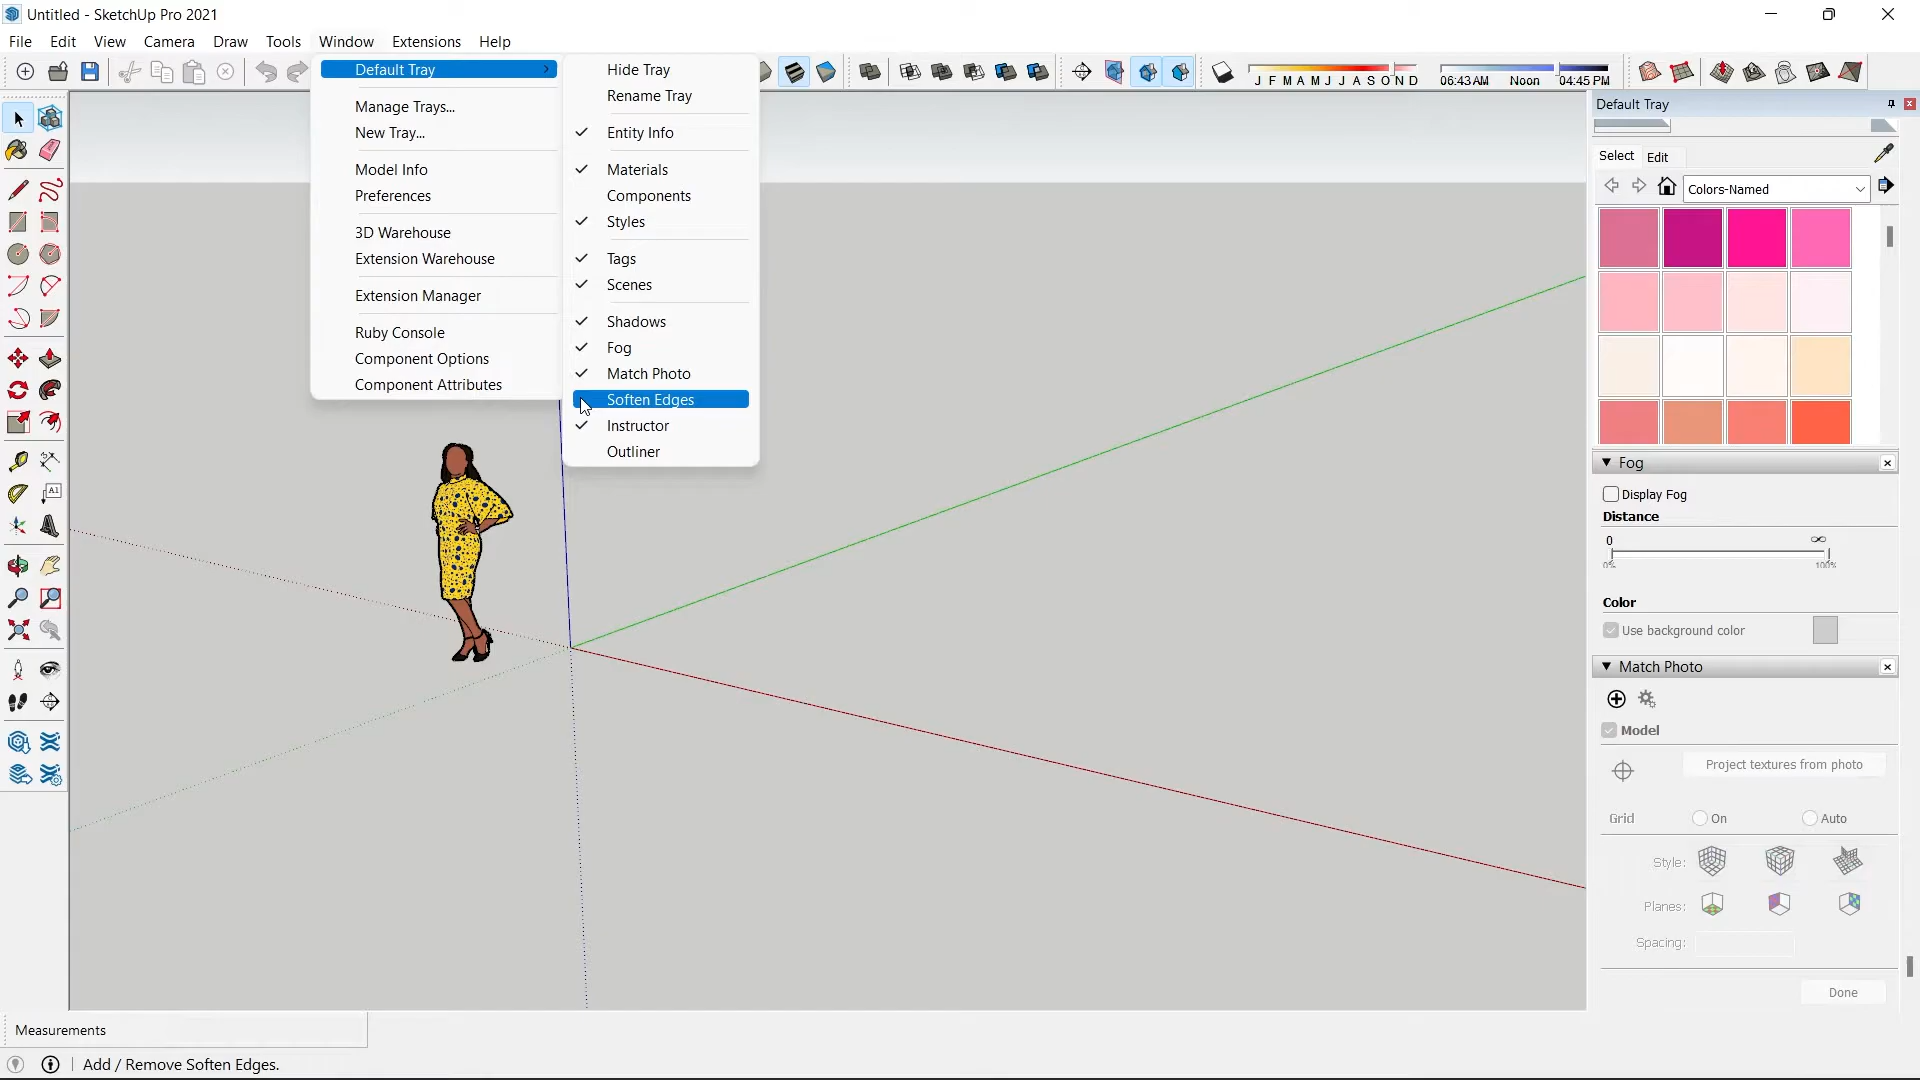 Untitled - SketchUp Pro 2021
File Edit View Camera Draw Tools Window Extensions Help
J F M A M J J A S O N D 06:43 AM Noon 04:45 PM
Default Tray
Manage Trays...
New Tray...
Model Info
Preferences
3D Warehouse
Extension Warehouse
Extension Manager
Ruby Console
Component Options
Component Attributes
Hide Tray
Rename Tray
Entity Info
Materials
Components
Styles
Tags
Scenes
Shadows
Fog
Match Photo
Soften Edges
Instructor
Outliner
A1
Default Tray
Select Edit
Colors-Named
Fog
Display Fog
Distance
0 ∞
0% 100%
Color
Use background color
Match Photo
Model
Project textures from photo
Grid On Auto
Style:
Planes:
Spacing:
Done
Measurements
Add / Remove Soften Edges.